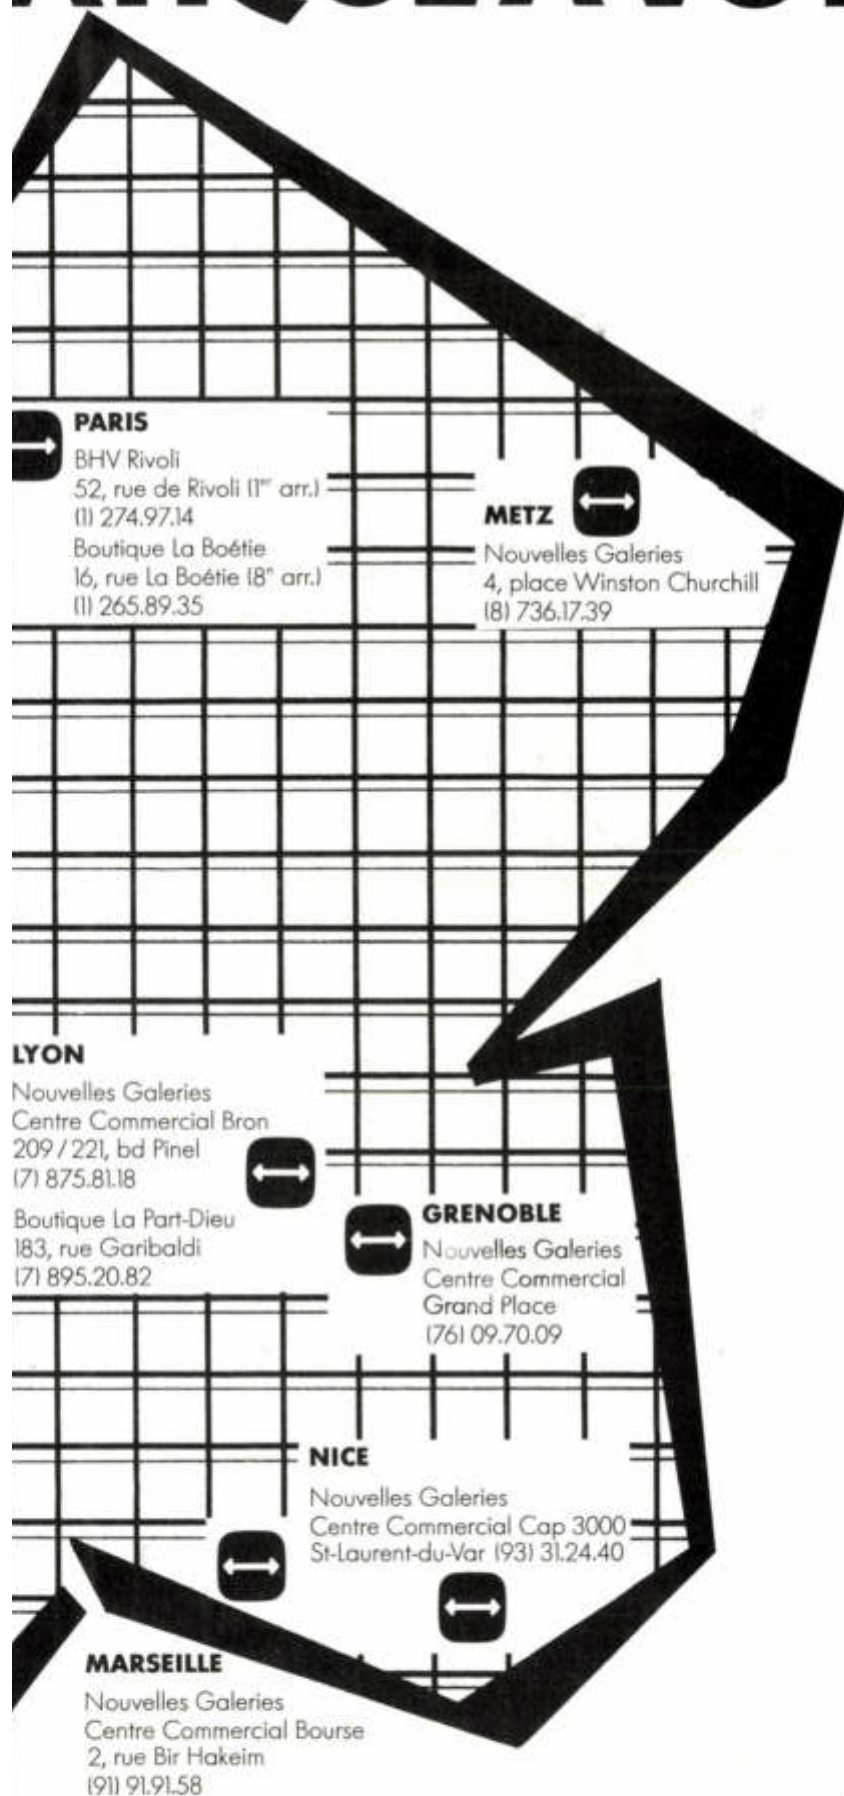 PARIS
BHV Rivoli
52, rue de Rivoli (1er arr.)
(1) 274.97.14
Boutique La Boétie
16, rue La Boétie (8e arr.)
(1) 265.89.35
METZ
Nouvelles Galeries
4, place Winston Churchill
(8) 736.17.39
LYON
Nouvelles Galeries
Centre Commercial Bron
209 / 221, bd Pinel
(7) 875.81.18
Boutique La Part-Dieu
183, rue Garibaldi
(7) 895.20.82
GRENOBLE
Nouvelles Galeries
Centre Commercial
Grand Place
(76) 09.70.09
NICE
Nouvelles Galeries
Centre Commercial Cap 3000
St-Laurent-du-Var (93) 31.24.40
MARSEILLE
Nouvelles Galeries
Centre Commercial Bourse
2, rue Bir Hakeim
(91) 91.91.58